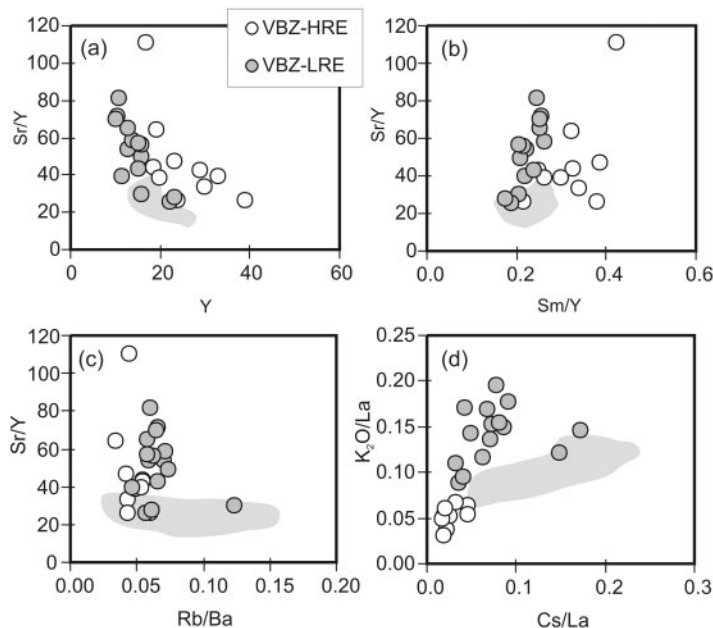 (a)
VBZ-HRE
VBZ-LRE
Sr/Y
120
100
80
60
40
20
0
0 20 40 60
Y
(b)
Sr/Y
120
100
80
60
40
20
0
0.0 0.2 0.4 0.6
Sm/Y
(c)
Sr/Y
120
100
80
60
40
20
0
0.00 0.05 0.10 0.15 0.20
Rb/Ba
(d)
K₂O/La
0.25
0.20
0.15
0.10
0.05
0.00
0.0 0.1 0.2 0.3
Cs/La